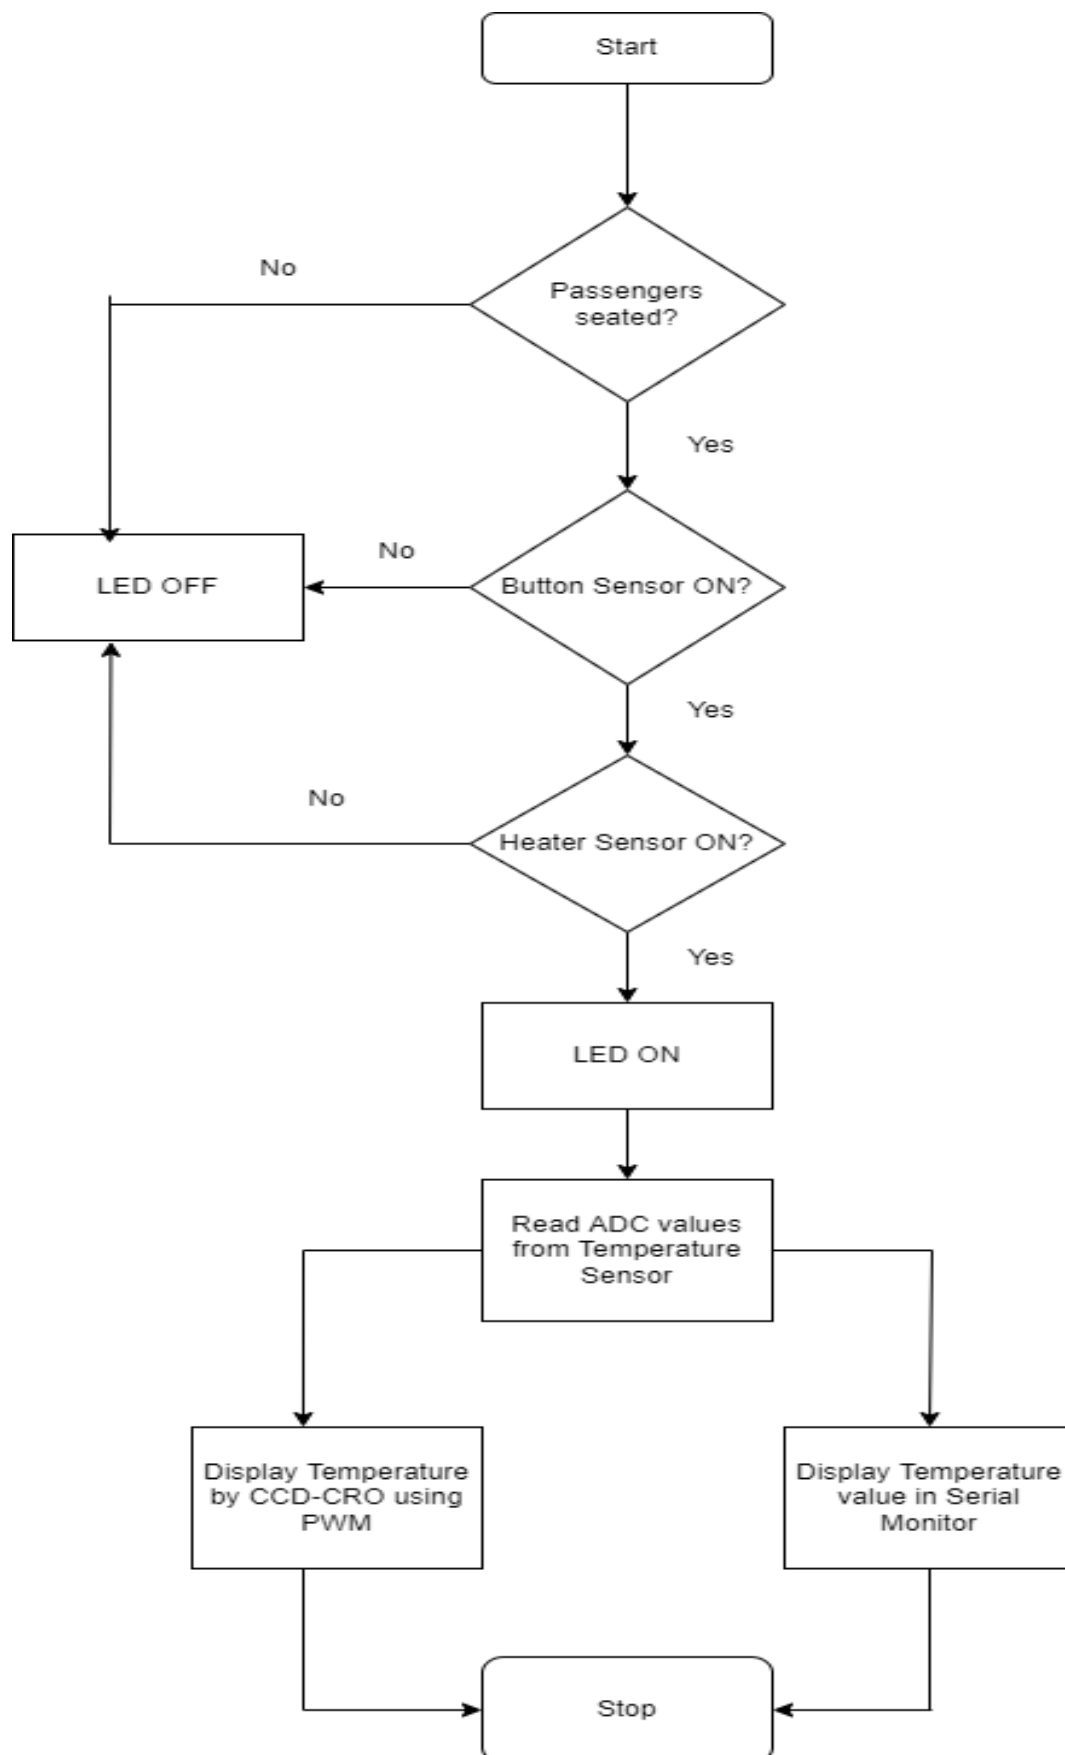 Start
No
Passengers
seated?
Yes
No
LED OFF
Button Sensor ON?
Yes
No
Heater Sensor ON?
Yes
LED ON
Read ADC values
from Temperature
Sensor
Display Temperature
by CCD-CRO using
PWM
Display Temperature
value in Serial
Monitor
Stop